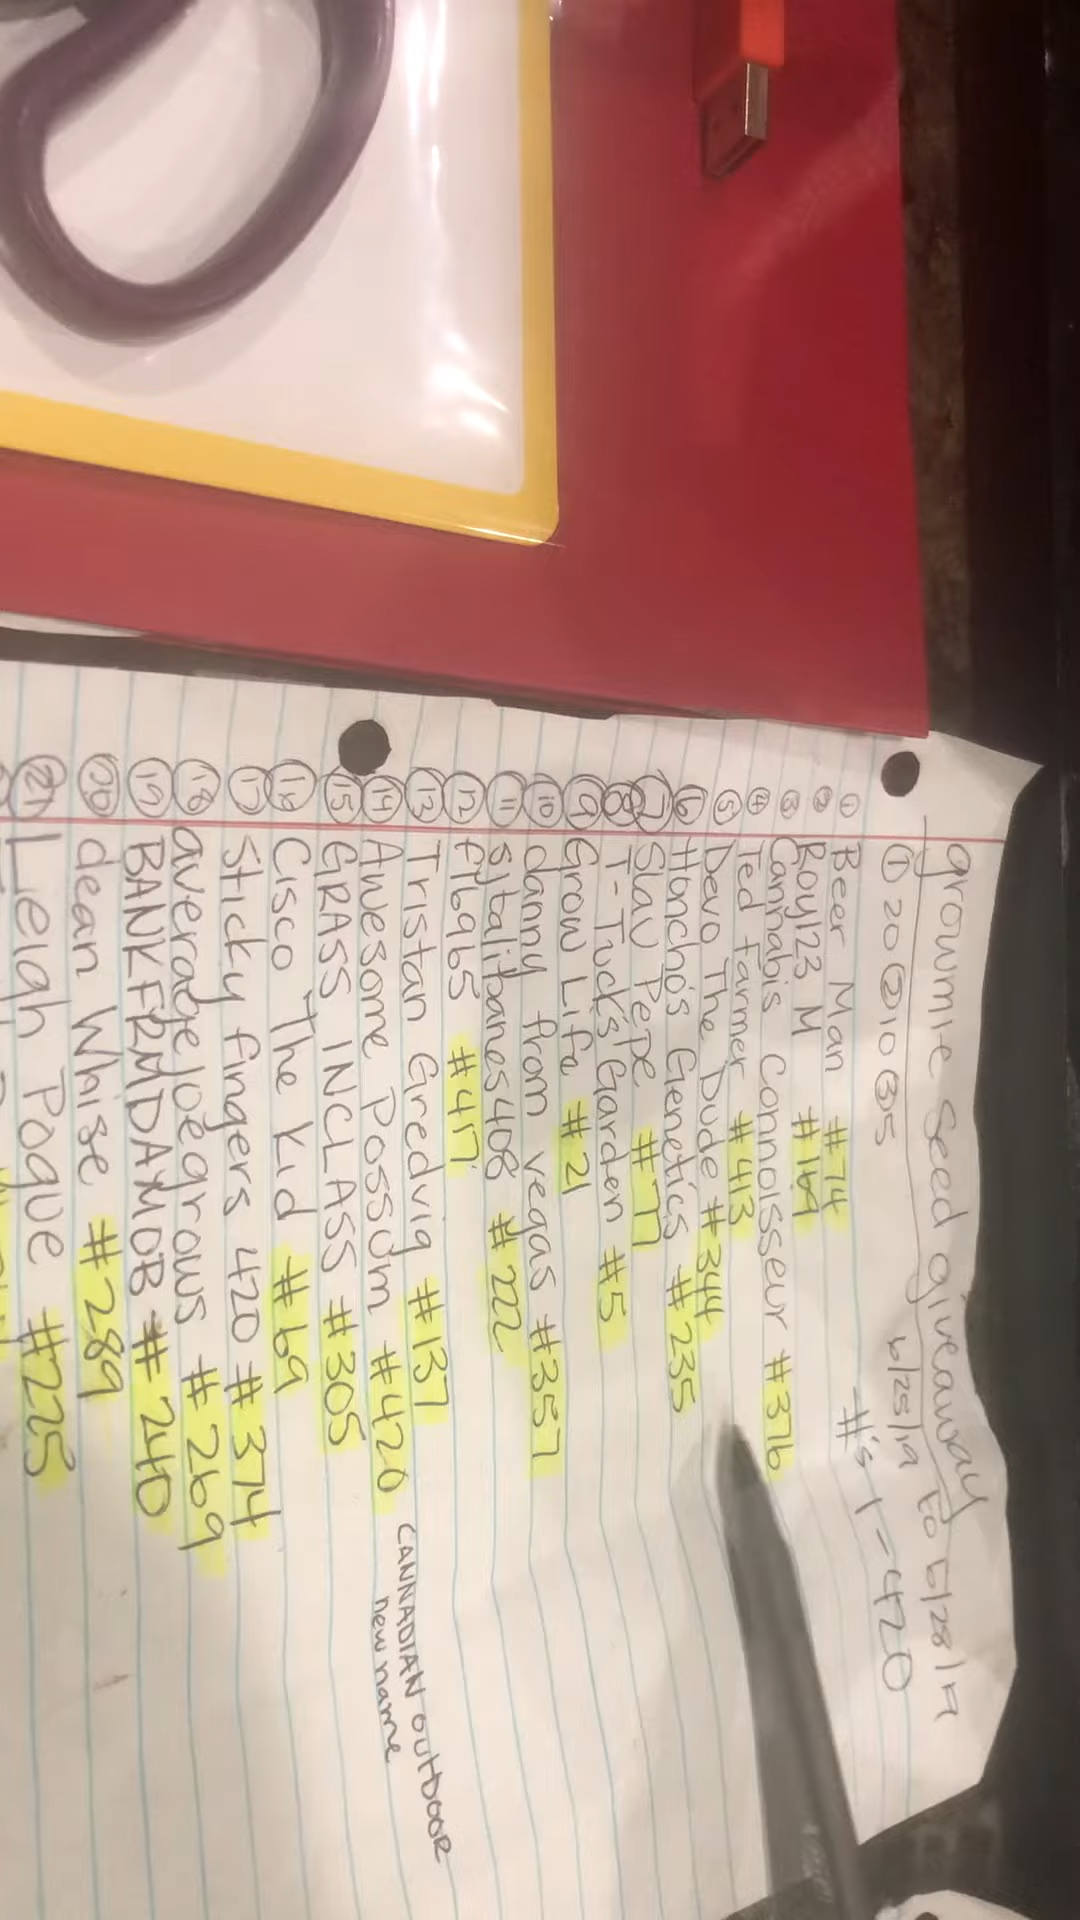 growmie seed giveaway
6/25/19 to 6/28/19
① 20 ② 10 ③ 5
#'s 1-420
① Beer Man #74
② Roy123 M #169
③ Cannabis Connoisseur #376
④ Ted Farmer #413
⑤ Devo The Dude #344
⑥ Honcho's Genetics #235
⑦ Slav Pepe #77
⑧ T-Tuck's Garden #5
⑨ Grow Life #21
⑩ danny from vegas #357
⑪ sjtalitbanes408 #222
⑫ f76965 #417
⑬ Tristan Gredvig #137
⑭ Awesome Possom #420 CANNADIAN OUTDOOR
new name
⑮ GRASS INCLASS #305
⑯ Cisco The Kid #69
⑰ Sticky fingers 420 #374
⑱ averagejoegrows #269
⑲ BANKFRMDAMOB #240
⑳ dean Whise #289
㉑ Leigh Pogue #225